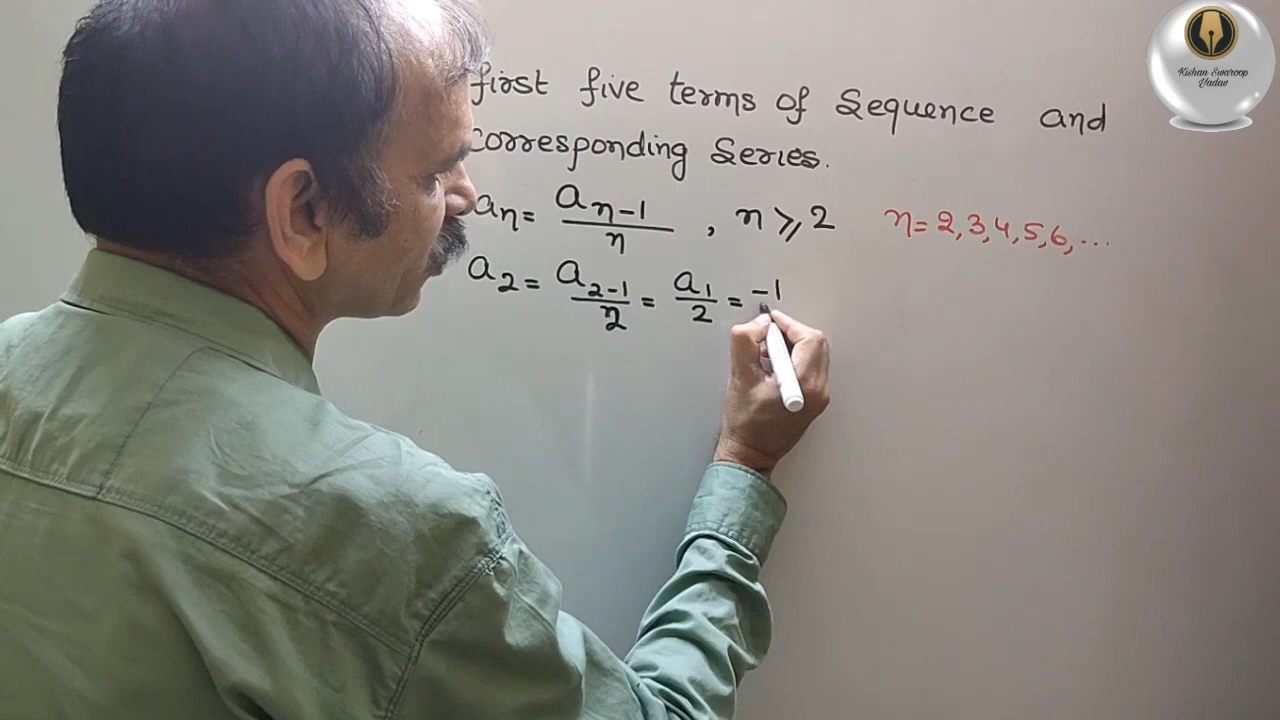 first five terms of Sequence and
corresponding Series.
an = an-1/n , n ≥ 2 n = 2,3,4,5,6,...
a2 = a2-1/2 = a1/2 = -1
Kishan Swaroop
Yadav